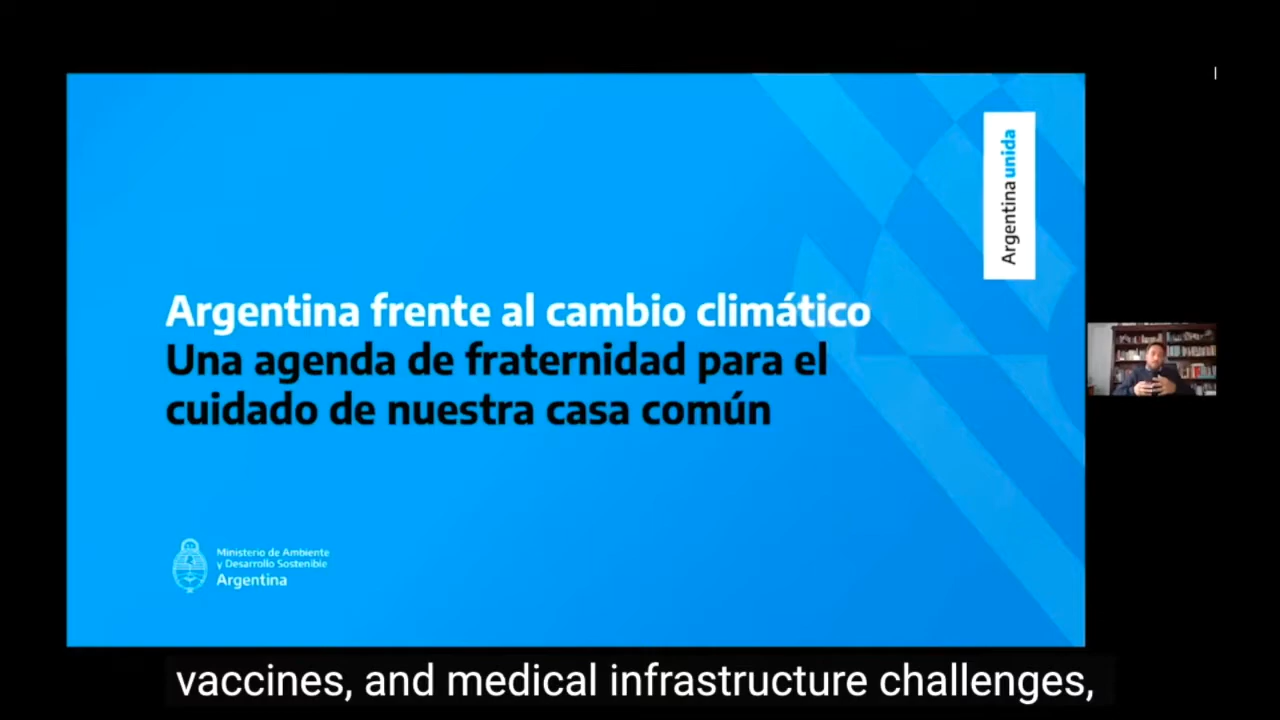 Argentina unida
Argentina frente al cambio climático
Una agenda de fraternidad para el
cuidado de nuestra casa común
Ministerio de Ambiente
y Desarrollo Sostenible
Argentina
vaccines, and medical infrastructure challenges,